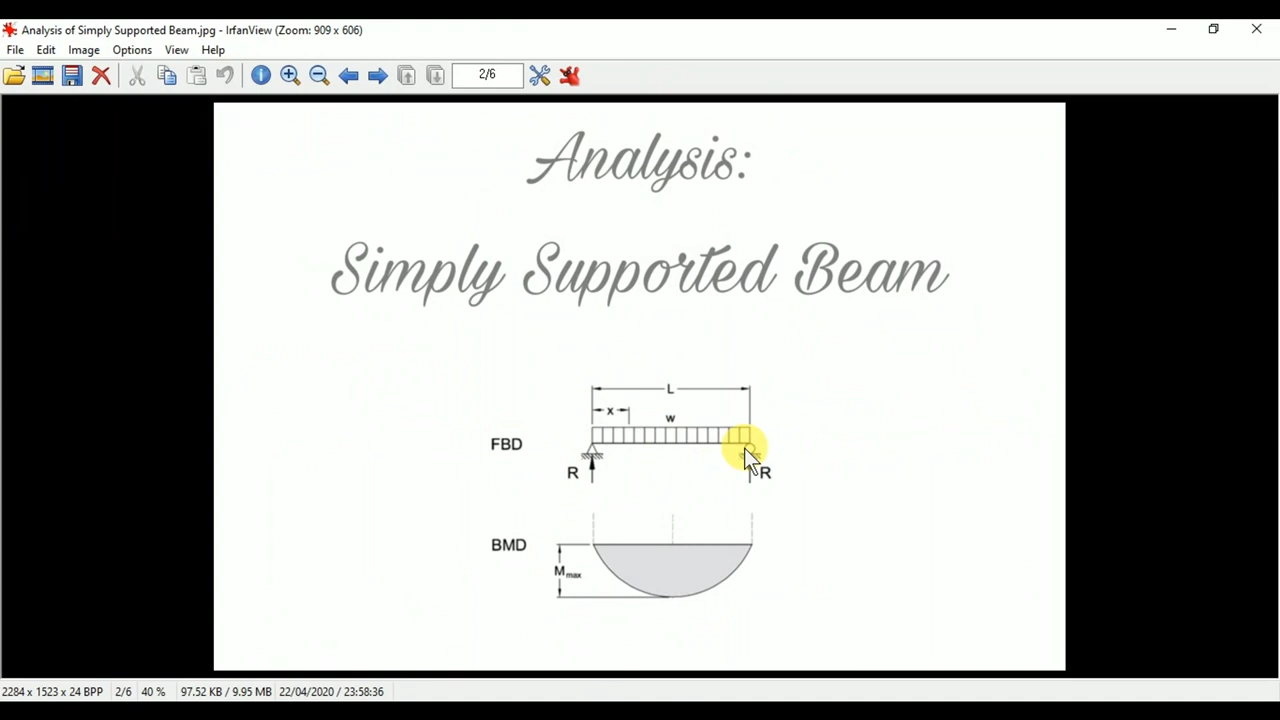 Analysis of Simply Supported Beam.jpg - IrfanView (Zoom: 909 x 606)
File Edit Image Options View Help
2/6
Analysis:
Simply Supported Beam
L
x
w
FBD
R R
BMD
Mmax
2284 x 1523 x 24 BPP 2/6 40 % 97.52 KB / 9.95 MB 22/04/2020 / 23:58:36